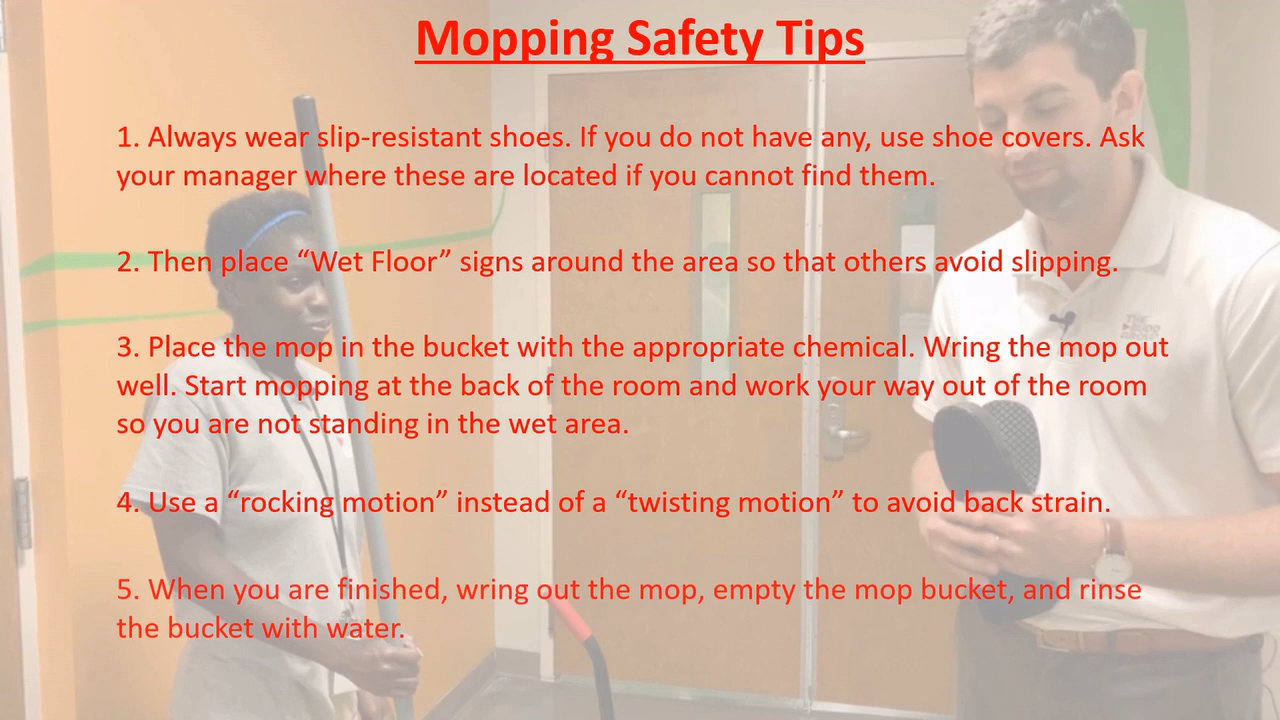 Mopping Safety Tips
1. Always wear slip-resistant shoes. If you do not have any, use shoe covers. Ask
your manager where these are located if you cannot find them.
2. Then place “Wet Floor” signs around the area so that others avoid slipping.
3. Place the mop in the bucket with the appropriate chemical. Wring the mop out
well. Start mopping at the back of the room and work your way out of the room
so you are not standing in the wet area.
4. Use a “rocking motion” instead of a “twisting motion” to avoid back strain.
5. When you are finished, wring out the mop, empty the mop bucket, and rinse
the bucket with water.
THE